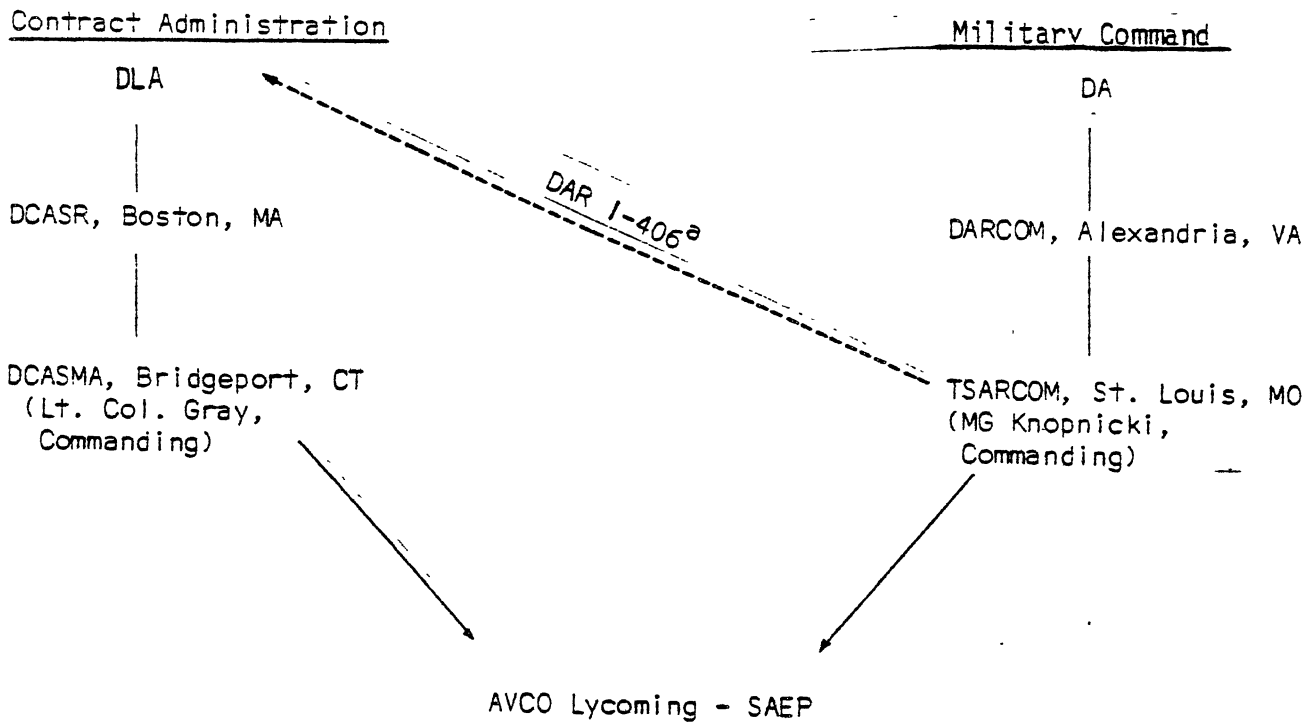 Contract Administration
Military Command
DLA
DA
DAR 1-406a
DCASR, Boston, MA
DARCOM, Alexandria, VA
DCASMA, Bridgeport, CT
(Lt. Col. Gray,
Commanding)
TSARCOM, St. Louis, MO
(MG Knopnicki,
Commanding)
AVCO Lycoming - SAEP